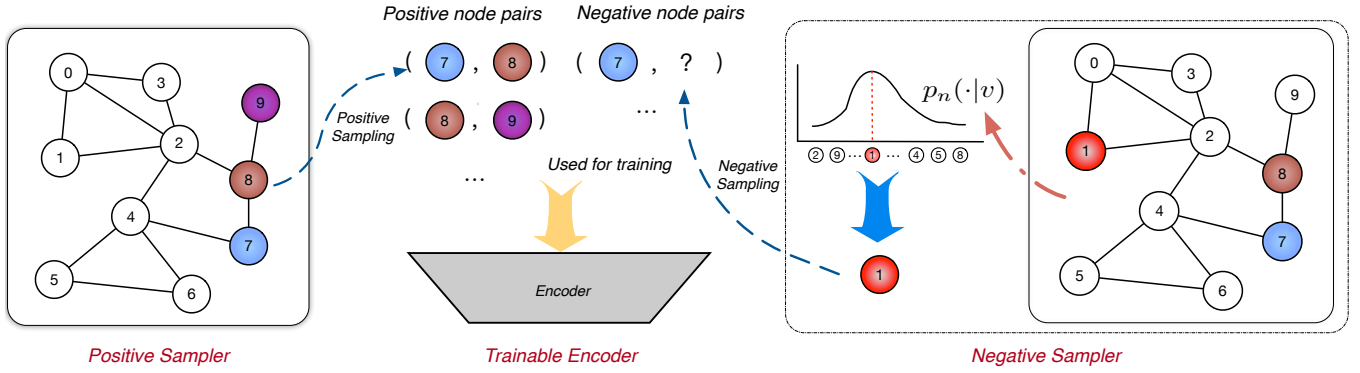 Positive node pairs
Negative node pairs
( 7 , 8 )
( 7 , ? )
( 8 , 9 )
...
...
Positive
Sampling
Used for training
Negative
Sampling
Encoder
0
3
9
1
2
8
4
7
5
6
p_n(·|v)
2 9 ... 1 ... 4 5 8
1
0
3
9
1
2
8
4
7
5
6
Positive Sampler
Trainable Encoder
Negative Sampler